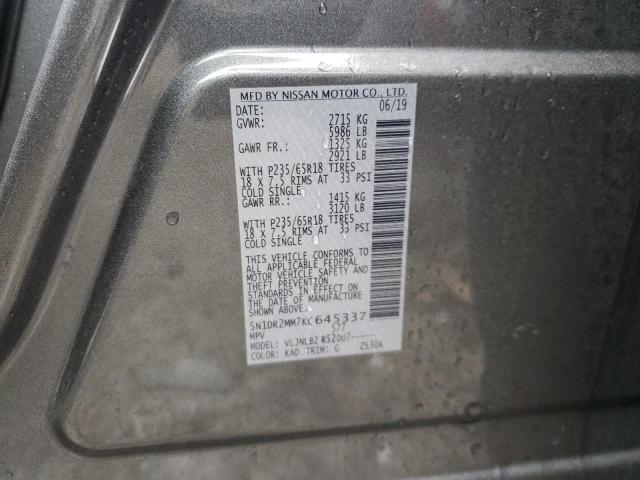 MFD BY NISSAN MOTOR CO., LTD.
DATE: 06/19
GVWR: 2715 KG
5986 LB
GAWR FR.: 1325 KG
2921 LB
WITH P235/65R18 TIRES
18 X 7.5 RIMS AT 33 PSI
COLD SINGLE
GAWR RR.: 1415 KG
3120 LB
WITH P235/65R18 TIRES
18 X 7.5 RIMS AT 33 PSI
COLD SINGLE
THIS VEHICLE CONFORMS TO
ALL APPLICABLE FEDERAL
MOTOR VEHICLE SAFETY AND
THEFT PREVENTION STANDARDS
IN EFFECT ON THE DATE OF MANUFACTURE
SHOWN ABOVE.
5N1DR2MM7KC645337
MPV 577
MODEL: VLJNLBZ R52DU7-----
COLOR: KAD TRIM: G 2530A